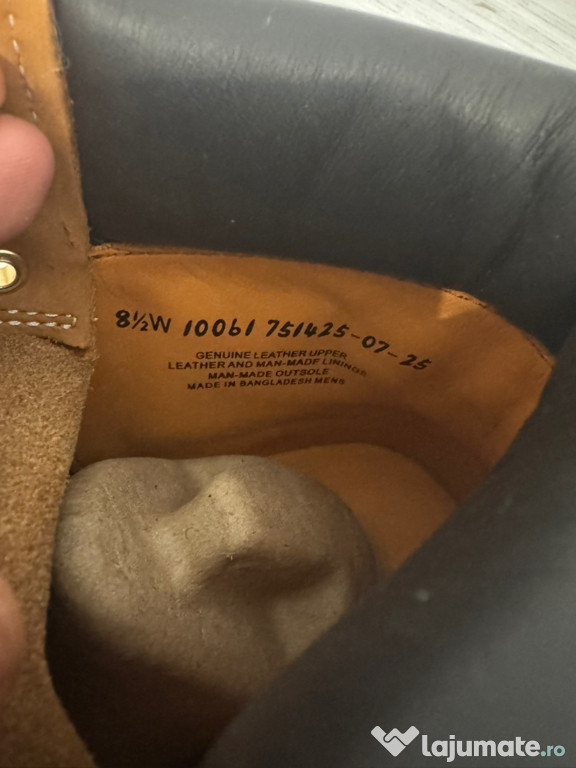 8½W 10061 751425-07-25
GENUINE LEATHER UPPER
LEATHER AND MAN-MADE LININGS
MAN-MADE OUTSOLE
MADE IN BANGLADESH MENS
lajumate.ro